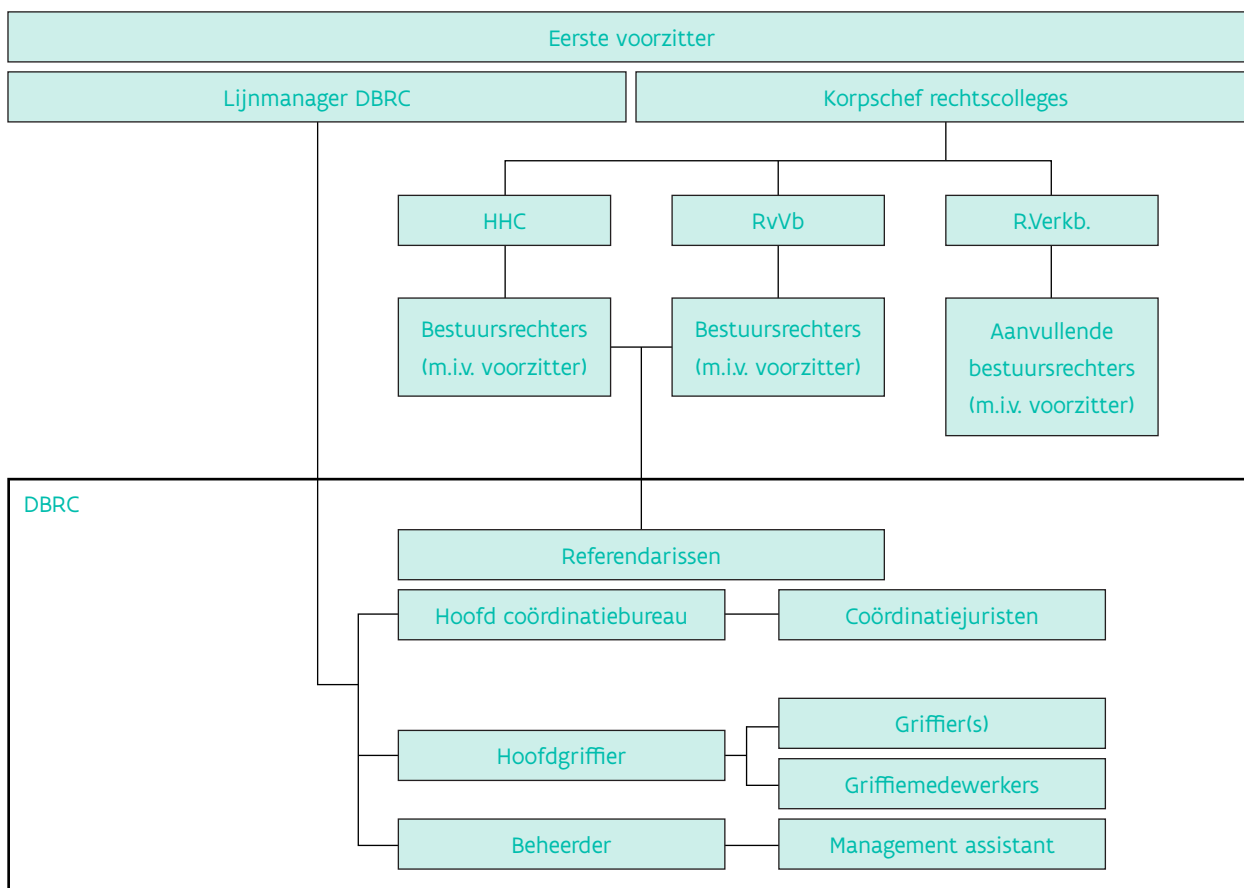 Eerste voorzitter
Lijnmanager DBRC
Korpschef rechtscolleges
HHC
RvVb
R.Verkb.
Bestuursrechters
(m.i.v. voorzitter)
Bestuursrechters
(m.i.v. voorzitter)
Aanvullende
bestuursrechters
(m.i.v. voorzitter)
DBRC
Referendarissen
Hoofd coördinatiebureau
Coördinatiejuristen
Hoofdgriffier
Griffier(s)
Griffiemedewerkers
Beheerder
Management assistant